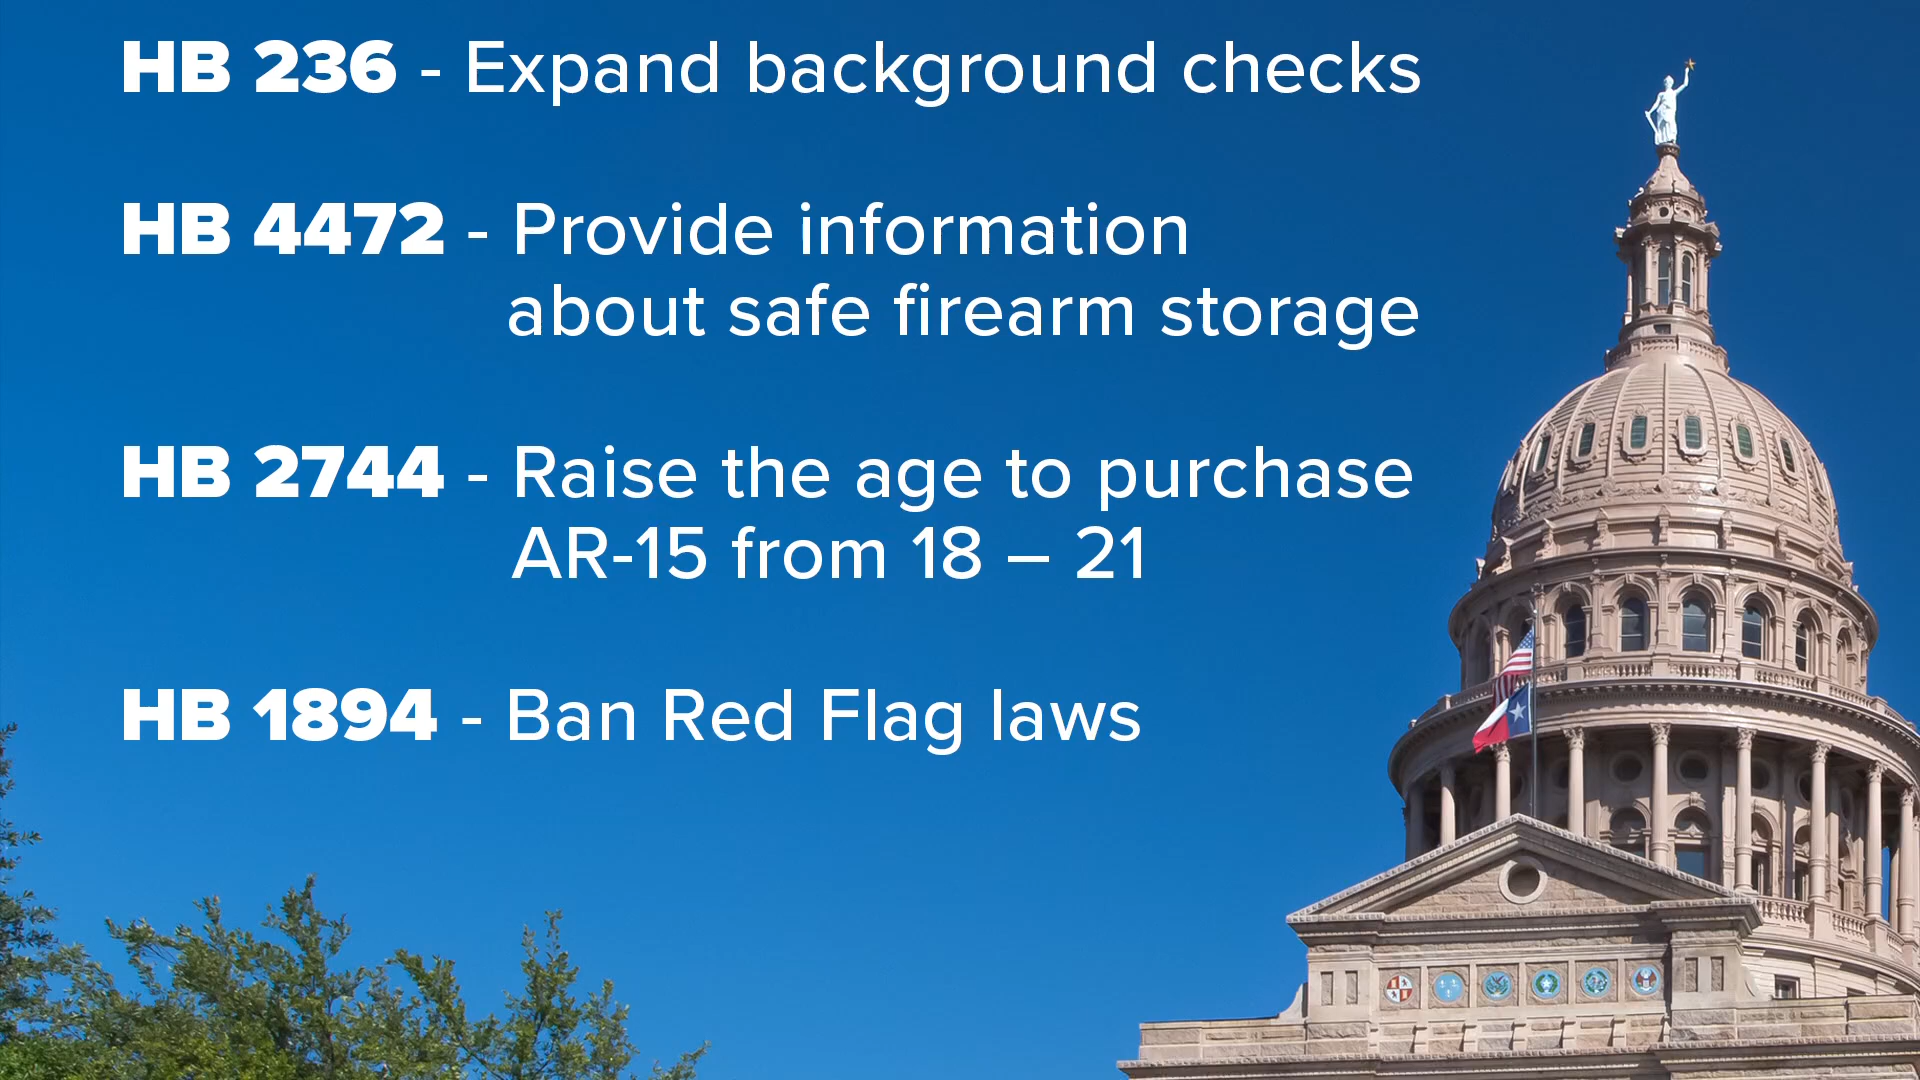 HB 236 - Expand background checks
HB 4472 - Provide information
about safe firearm storage
HB 2744 - Raise the age to purchase
AR-15 from 18 – 21
HB 1894 - Ban Red Flag laws